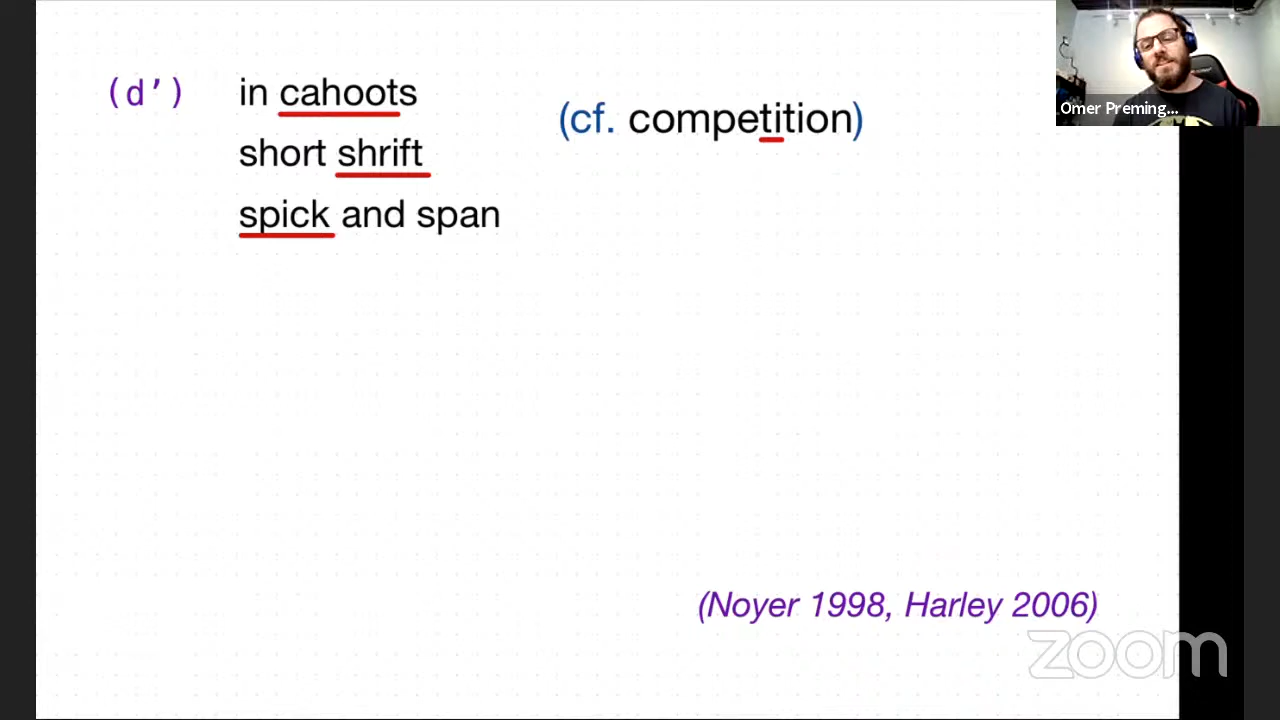 (d’) in cahoots
(cf. competition)
short shrift
spick and span
(Noyer 1998, Harley 2006)
Omer Preming...
zoom